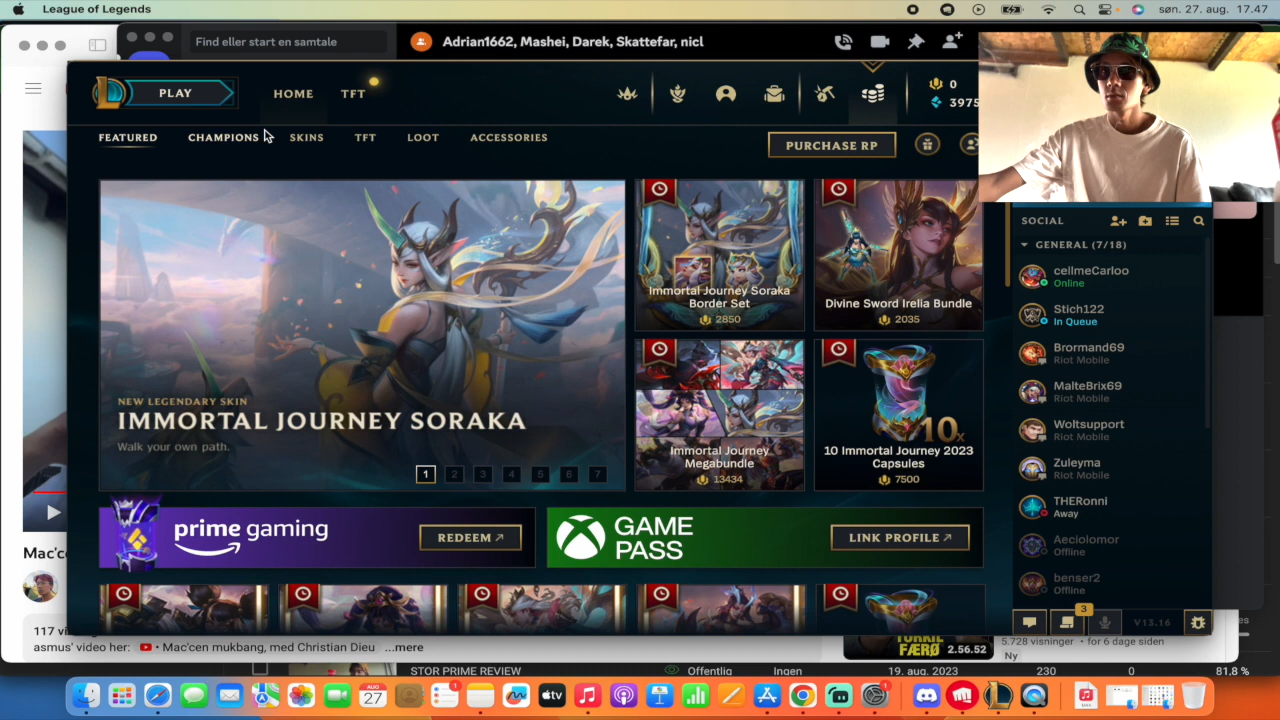 League of Legends
søn. 27. aug. 17.47
Find eller start en samtale
Adrian1662, Mashei, Darek, Skattefar, nicl
PLAY
HOME
TFT
0
3975
FEATURED
CHAMPIONS
SKINS
TFT
LOOT
ACCESSORIES
PURCHASE RP
NEW LEGENDARY SKIN
IMMORTAL JOURNEY SORAKA
Walk your own path.
1 2 3 4 5 6 7
Immortal Journey Soraka
Border Set
2850
Divine Sword Irelia Bundle
2035
Immortal Journey
Megabundle
13434
10x
10 Immortal Journey 2023
Capsules
7500
prime gaming
REDEEM
GAME
PASS
LINK PROFILE
SOCIAL
GENERAL (7/18)
cellmeCarloo
Online
Stich122
In Queue
Brormand69
Riot Mobile
MalteBrix69
Riot Mobile
Woltsupport
Riot Mobile
Zuleyma
Riot Mobile
THERonni
Away
Aeciolomor
Offline
benser2
Offline
3
V13.16
Mac'ce
117 vi
asmus' video her:
• Mac'cen mukbang, med Christian Dieu
...mere
FÆRØ
2.56.52
5.728 visninger • for 6 dage siden
Ny
STOR PRIME REVIEW
Offentlig
Ingen
19. aug. 2023
230
0
81,8 %
AUG
27
1
tv
1